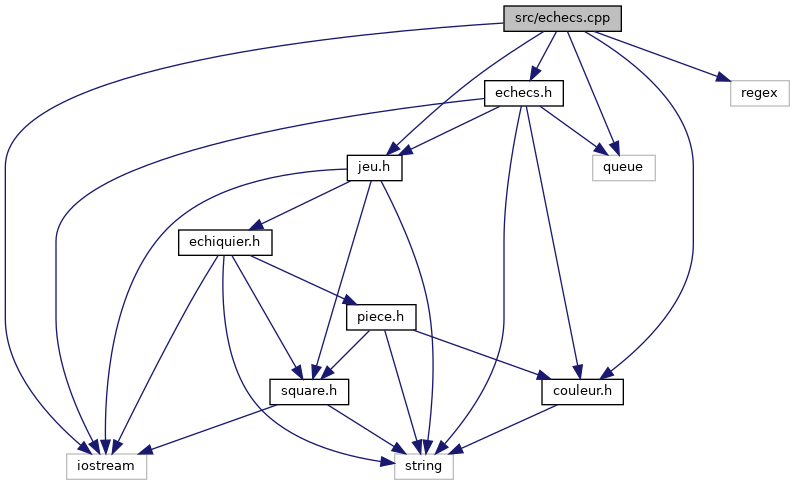 src/echecs.cpp
echecs.h
regex
jeu.h
queue
echiquier.h
piece.h
square.h
couleur.h
iostream
string